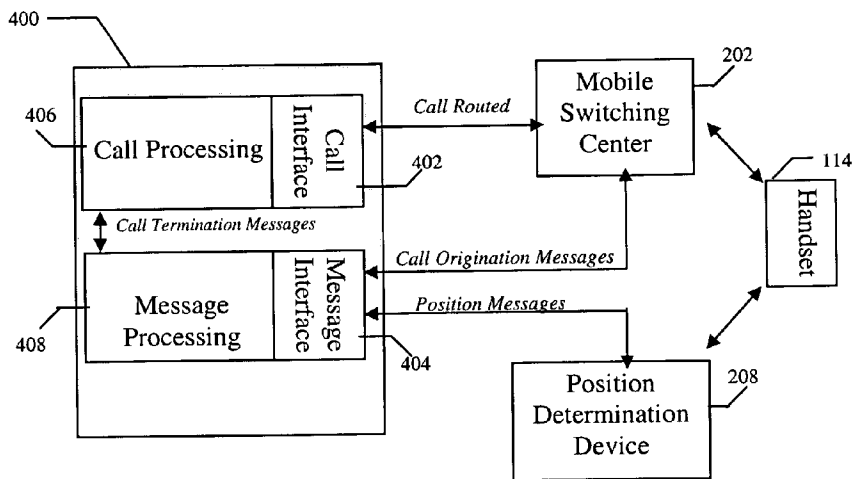 400
202
Mobile
Switching
Center
Call Routed
406
Call Processing
Call
Interface
402
114
Handset
Call Termination Messages
Call Origination Messages
Message
Processing
Message
Interface
Position Messages
408
404
208
Position
Determination
Device